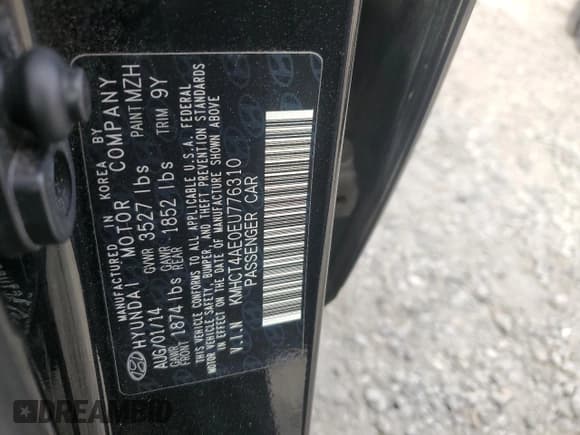 MANUFACTURED IN KOREA BY
HYUNDAI MOTOR COMPANY
AUG/01/14 GVWR 3527 lbs PAINT MZH
GAWR FRONT 1874 lbs GAWR REAR 1852 lbs TRIM 9Y
THIS VEHICLE CONFORMS TO ALL APPLICABLE U.S.A. FEDERAL
MOTOR VEHICLE SAFETY, BUMPER, AND THEFT PREVENTION STANDARDS
IN EFFECT ON THE DATE OF MANUFACTURE SHOWN ABOVE
V.I.N KMHCT4AE0EU776310
PASSENGER CAR
DREAMBID